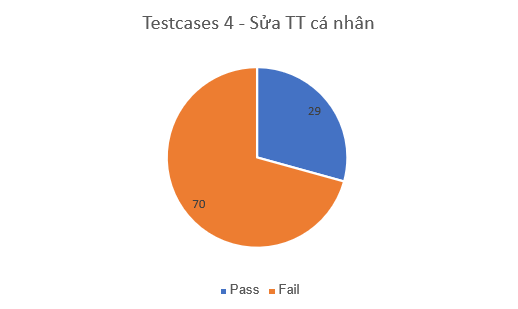 Testcases 4 - Sửa TT cá nhân
29
70
Pass Fail